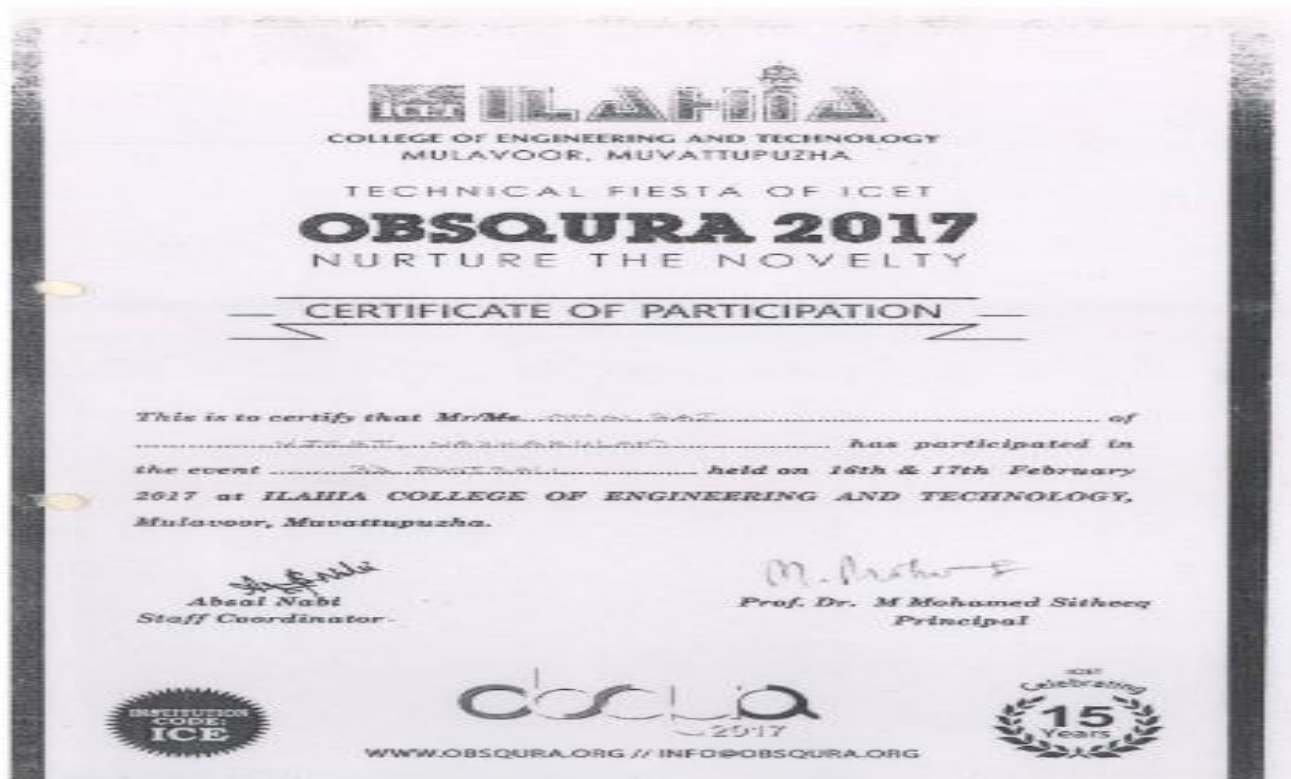 ICET ILAHIA
COLLEGE OF ENGINEERING AND TECHNOLOGY
MULAVOOR, MUVATTUPUZHA
TECHNICAL FIESTA OF ICET
OBSQURA 2017
NURTURE THE NOVELTY
CERTIFICATE OF PARTICIPATION
This is to certify that Mr/Ms. of
has participated in
the event held on 16th & 17th February
2017 at ILAHIA COLLEGE OF ENGINEERING AND TECHNOLOGY,
Mulavoor, Muvattupuzha.
Absal Nabi
Staff Coordinator
Prof. Dr. M Mohamed Sitheeq
Principal
INSTITUTION
CODE:
ICE
obsqura
2017
WWW.OBSQURA.ORG // INFO@OBSQURA.ORG
ICET
Celebrating
15
Years